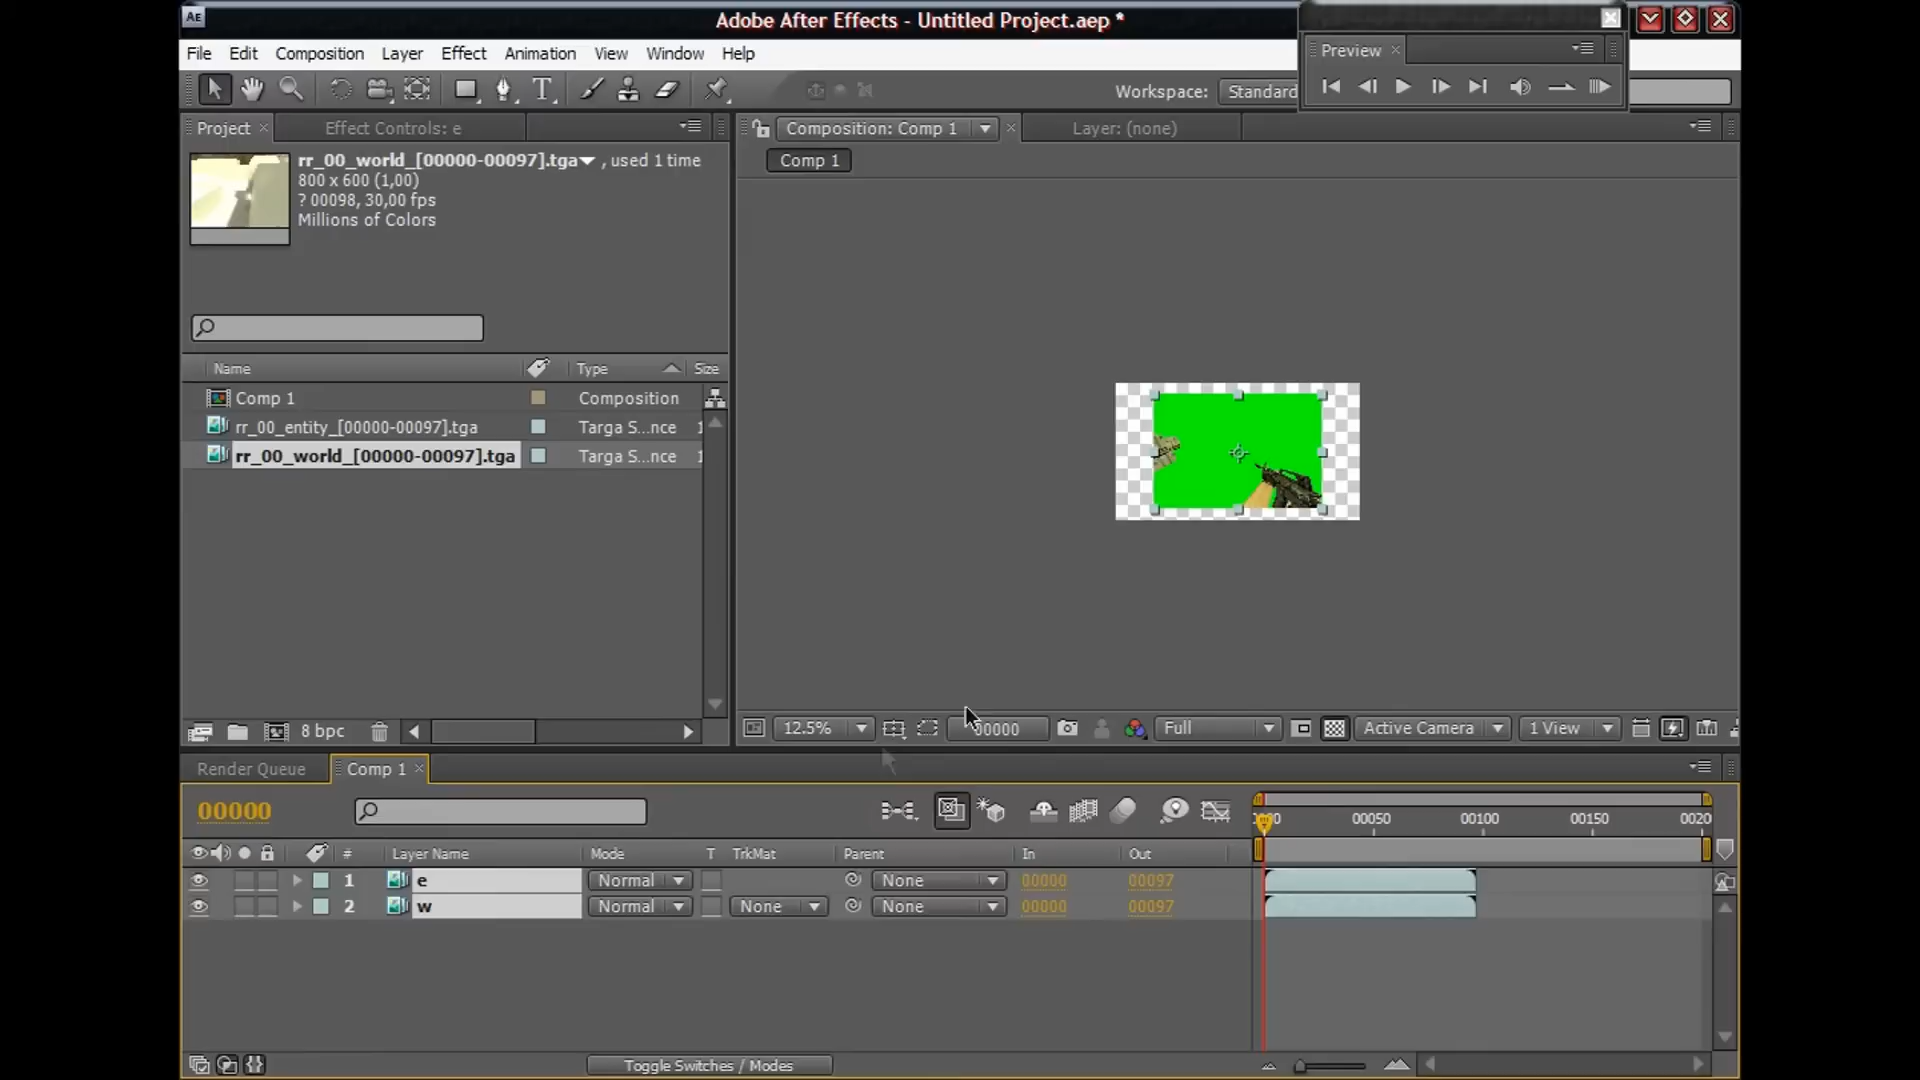 AE
Adobe After Effects - Untitled Project.aep *
File Edit Composition Layer Effect Animation View Window Help
Preview
T
Workspace: Standard
Project Effect Controls: e
Composition: Comp 1 Layer: (none)
Comp 1
rr_00_world_[00000-00097].tga , used 1 time
800 x 600 (1,00)
? 00098, 30,00 fps
Millions of Colors
Name Type Size
Comp 1 Composition
rr_00_entity_[00000-00097].tga Targa S...nce 1
rr_00_world_[00000-00097].tga Targa S...nce 1
8 bpc
12.5% 00000 Full Active Camera 1 View
Render Queue Comp 1
00000
00050 00100 00150 0020
# Layer Name Mode T TrkMat Parent In Out
1 e Normal None 00000 00097
2 w Normal None None 00000 00097
Toggle Switches / Modes